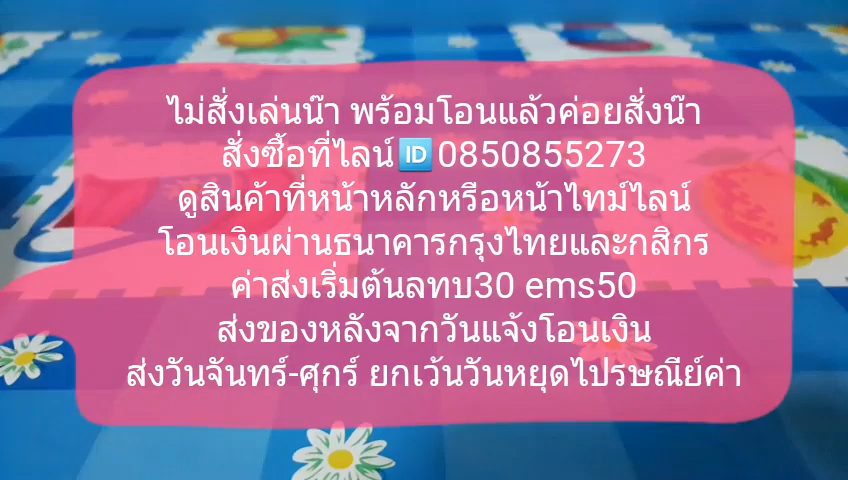 ไม่สั่งเล่นน๊า พร้อมโอนแล้วค่อยสั่งน๊า
สั่งซื้อที่ไลน์🆔0850855273
ดูสินค้าที่หน้าหลักหรือหน้าไทม์ไลน์
โอนเงินผ่านธนาคารกรุงไทยและกสิกร
ค่าส่งเริ่มต้นลทบ30 ems50
ส่งของหลังจากวันแจ้งโอนเงิน
ส่งวันจันทร์-ศุกร์ ยกเว้นวันหยุดไปรษณีย์ค่า